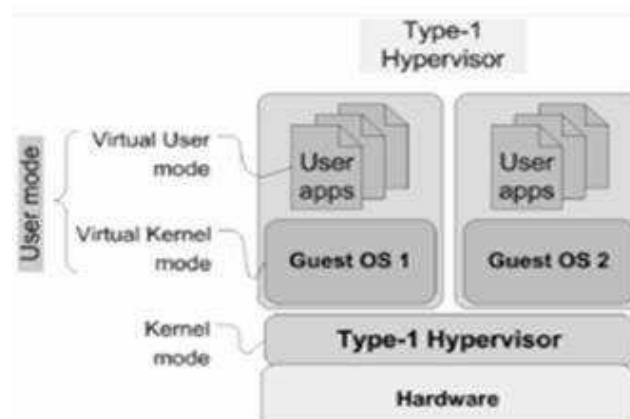 Type-1
Hypervisor
User mode
Virtual User
mode
User
apps
User
apps
Virtual Kernel
mode
Guest OS 1
Guest OS 2
Kernel
mode
Type-1 Hypervisor
Hardware